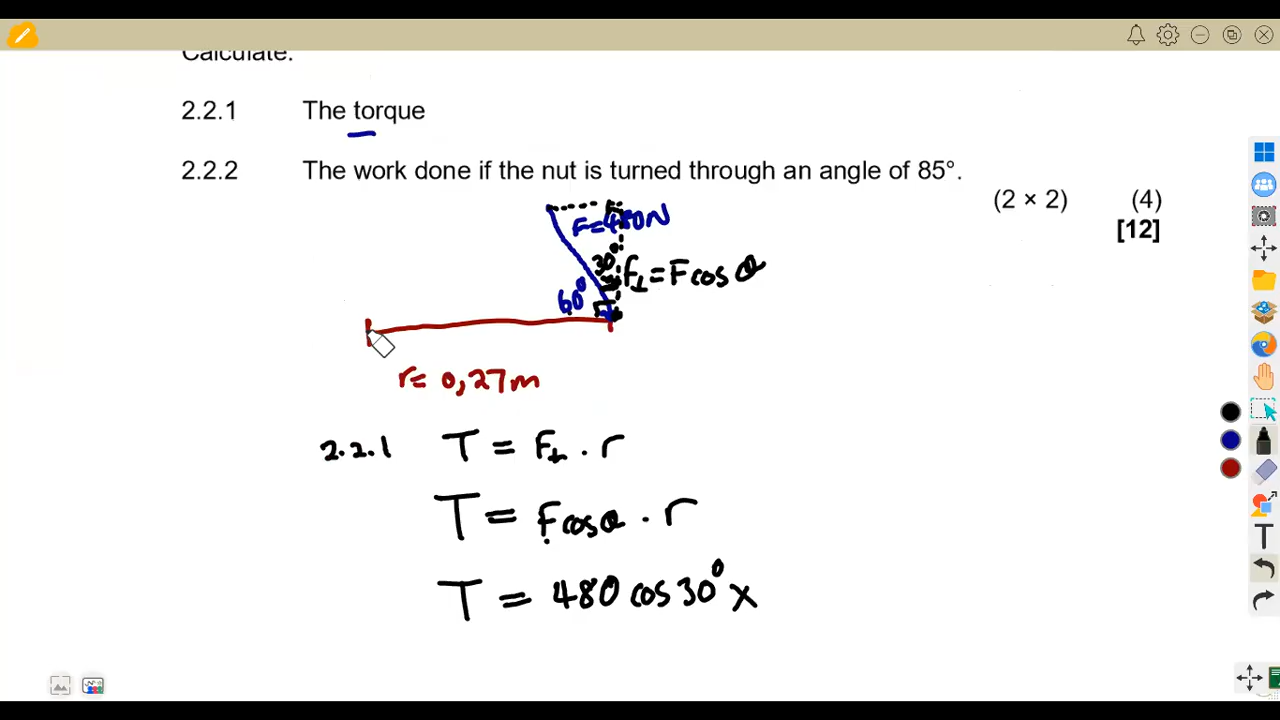 Calculate:
2.2.1 The torque
2.2.2 The work done if the nut is turned through an angle of 85°.
(2 × 2) (4)
[12]
F=480N
30°
F⊥=Fcosθ
60°
r= 0,27m
2.2.1 T = F⊥ . r
T = Fcosθ . r
T = 480 cos 30° x
T